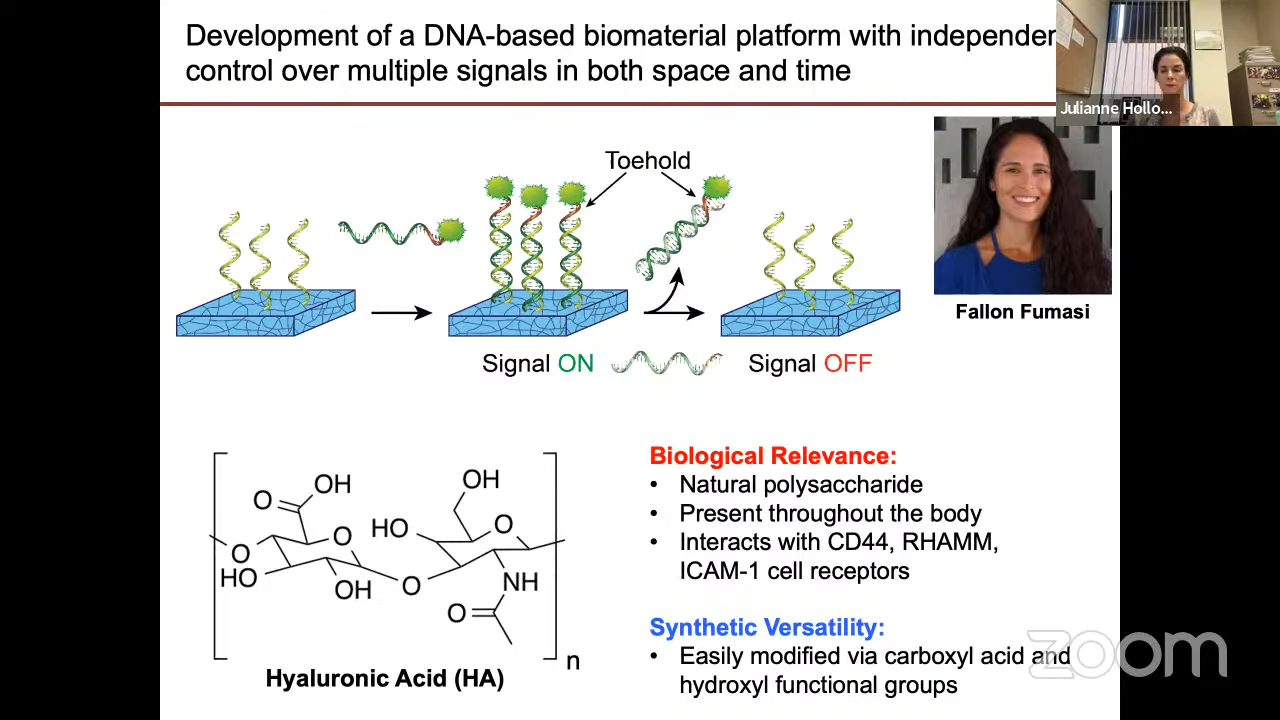 Development of a DNA-based biomaterial platform with independen
control over multiple signals in both space and time
Julianne Hollo...
Toehold
Fallon Fumasi
Signal ON
Signal OFF
OH
O
OH
O
HO
O
O
HO
OH
O
NH
O
n
Hyaluronic Acid (HA)
Biological Relevance:
• Natural polysaccharide
• Present throughout the body
• Interacts with CD44, RHAMM,
ICAM-1 cell receptors
Synthetic Versatility:
• Easily modified via carboxyl acid and
hydroxyl functional groups
zoom